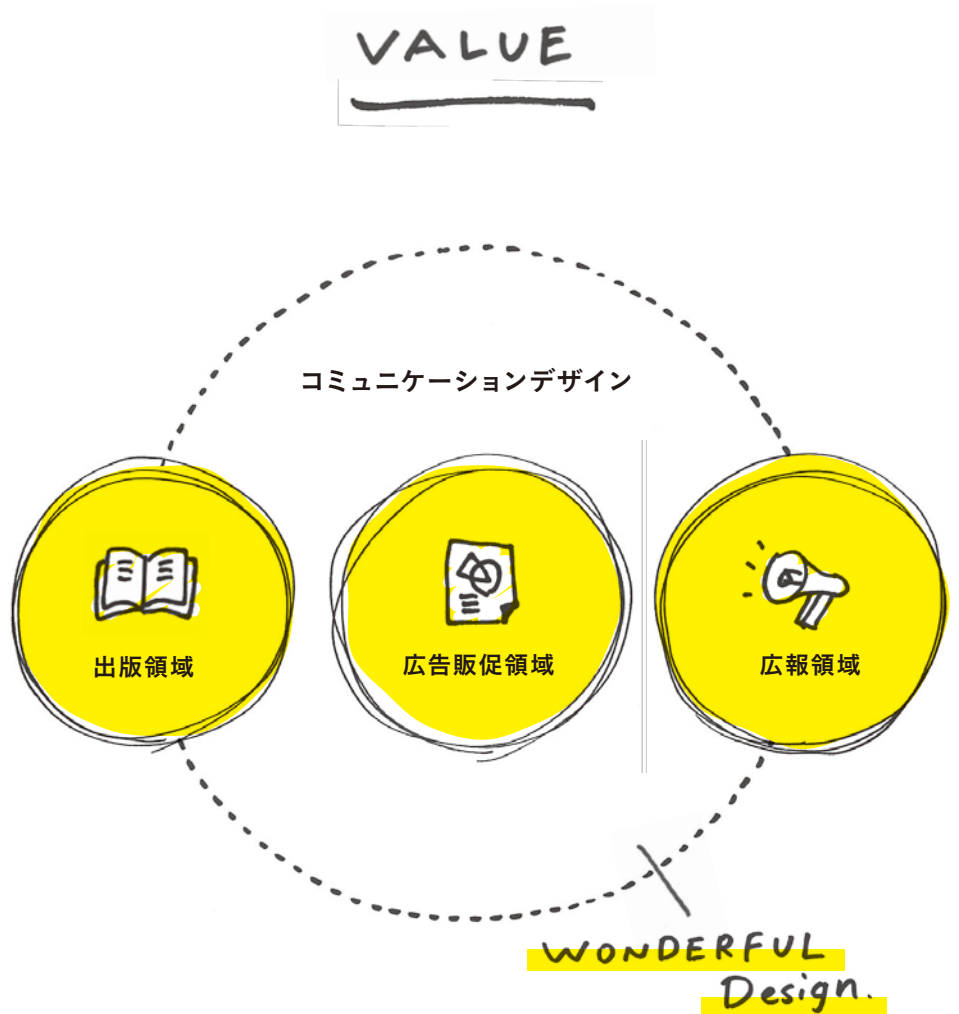 VALUE
コミュニケーションデザイン
出版領域
広告販促領域
広報領域
WONDERFUL
Design.